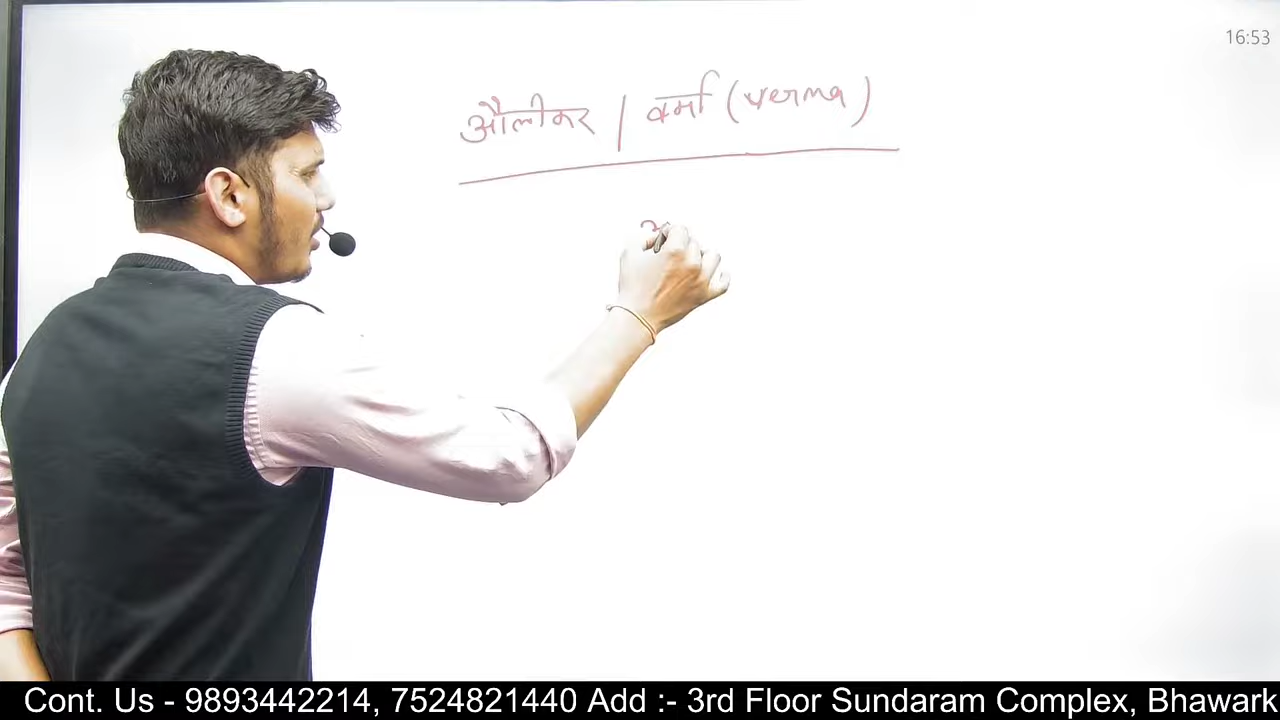 16:53
औलीकर / वर्मा (verma)
Cont. Us - 9893442214, 7524821440 Add :- 3rd Floor Sundaram Complex, Bhawark